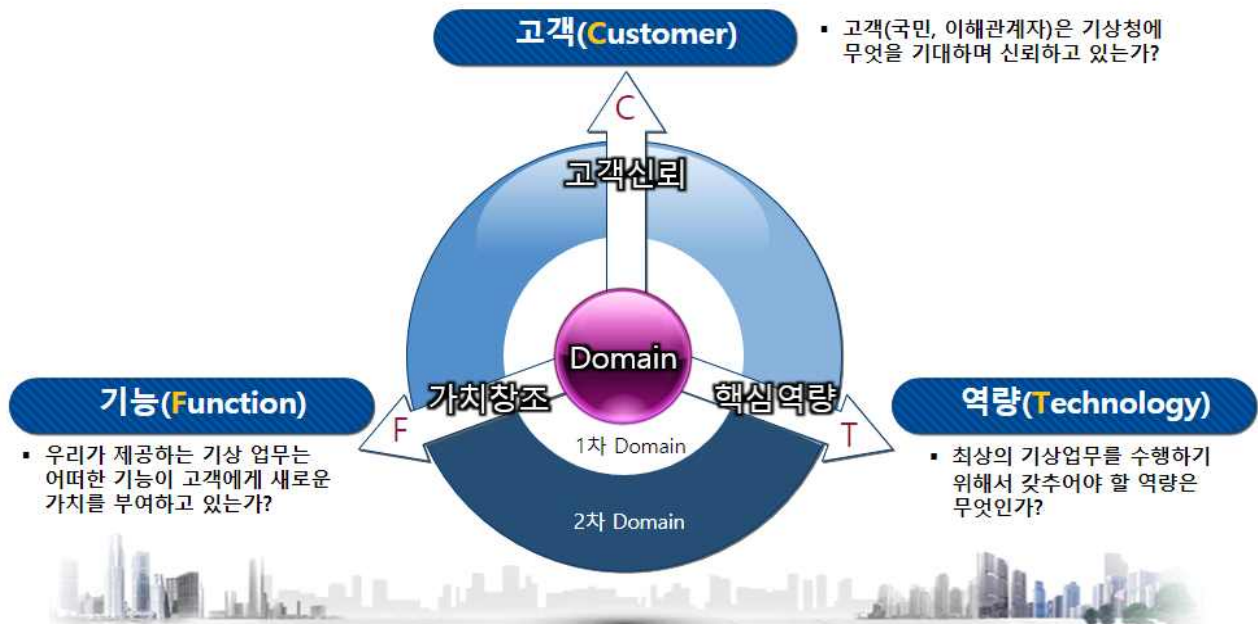 고객(Customer)
▪ 고객(국민, 이해관계자)은 기상청에
무엇을 기대하며 신뢰하고 있는가?
C
고객신뢰
Domain
가치창조
핵심역량
F
T
1차 Domain
2차 Domain
기능(Function)
▪ 우리가 제공하는 기상 업무는
어떠한 기능이 고객에게 새로운
가치를 부여하고 있는가?
역량(Technology)
▪ 최상의 기상업무를 수행하기
위해서 갖추어야 할 역량은
무엇인가?